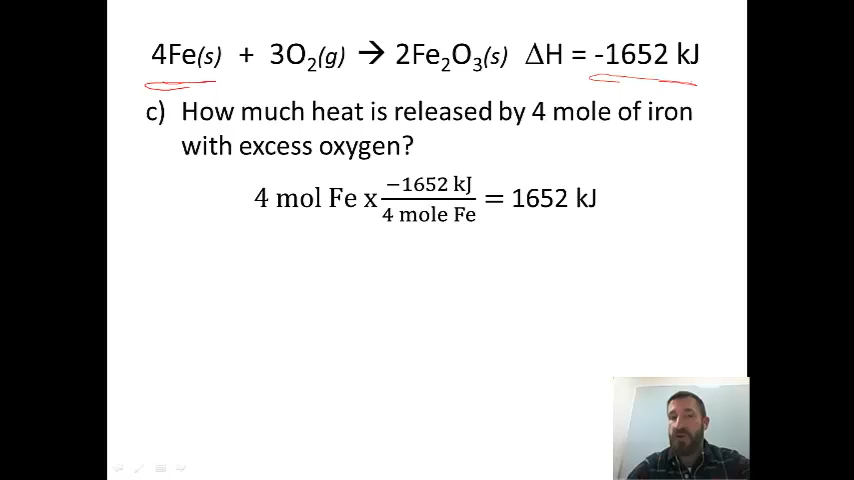 4Fe(s) + 3O₂(g) → 2Fe₂O₃(s) ΔH = -1652 kJ
c) How much heat is released by 4 mole of iron
with excess oxygen?
4 mol Fe x −1652 kJ / 4 mole Fe = 1652 kJ